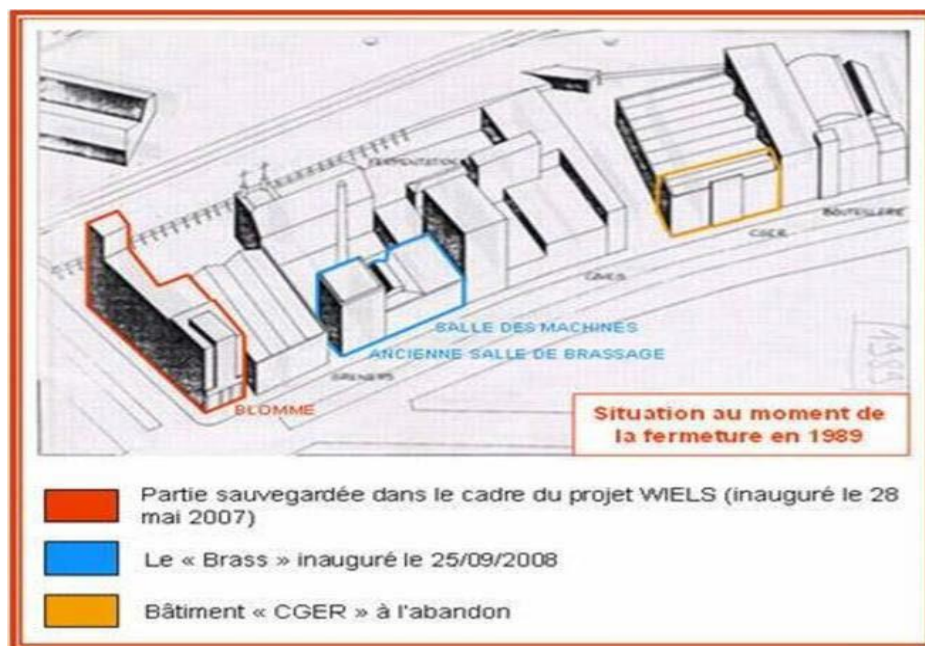 FERMENTATION
BOUTEILLERIE
CGER
CAVES
SALLE DES MACHINES
ANCIENNE SALLE DE BRASSAGE
GRENIERS
BLOMME
Situation au moment de
la fermeture en 1989
Partie sauvegardée dans le cadre du projet WIELS (inauguré le 28
mai 2007)
Le « Brass » inauguré le 25/09/2008
Bâtiment « CGER » à l'abandon